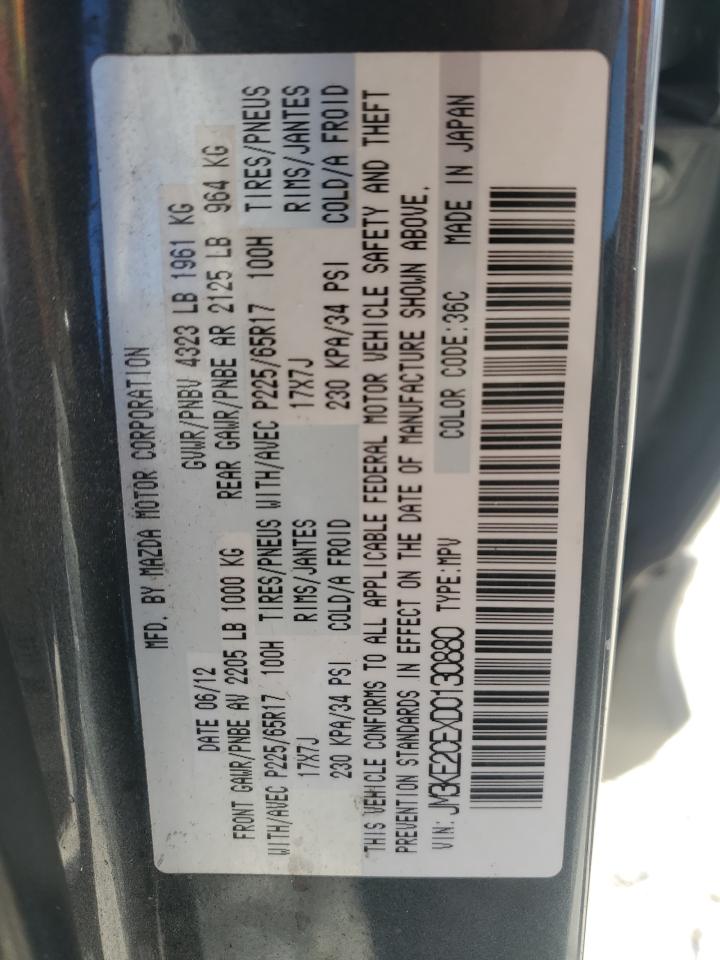 MFD. BY MAZDA MOTOR CORPORATION
DATE 06/12 GVWR/PNBV 4323 LB 1961 KG
FRONT GAWR/PNBE AV 2205 LB 1000 KG REAR GAWR/PNBE AR 2125 LB 964 KG
WITH/AVEC P225/65R17 100H TIRES/PNEUS WITH/AVEC P225/65R17 100H TIRES/PNEUS
17X7J RIMS/JANTES 17X7J RIMS/JANTES
230 KPA/34 PSI COLD/A FROID 230 KPA/34 PSI COLD/A FROID
THIS VEHICLE CONFORMS TO ALL APPLICABLE FEDERAL MOTOR VEHICLE SAFETY AND THEFT
PREVENTION STANDARDS IN EFFECT ON THE DATE OF MANUFACTURE SHOWN ABOVE.
VIN:JM3KE2CEXD0130880 TYPE:MPV COLOR CODE:36C MADE IN JAPAN